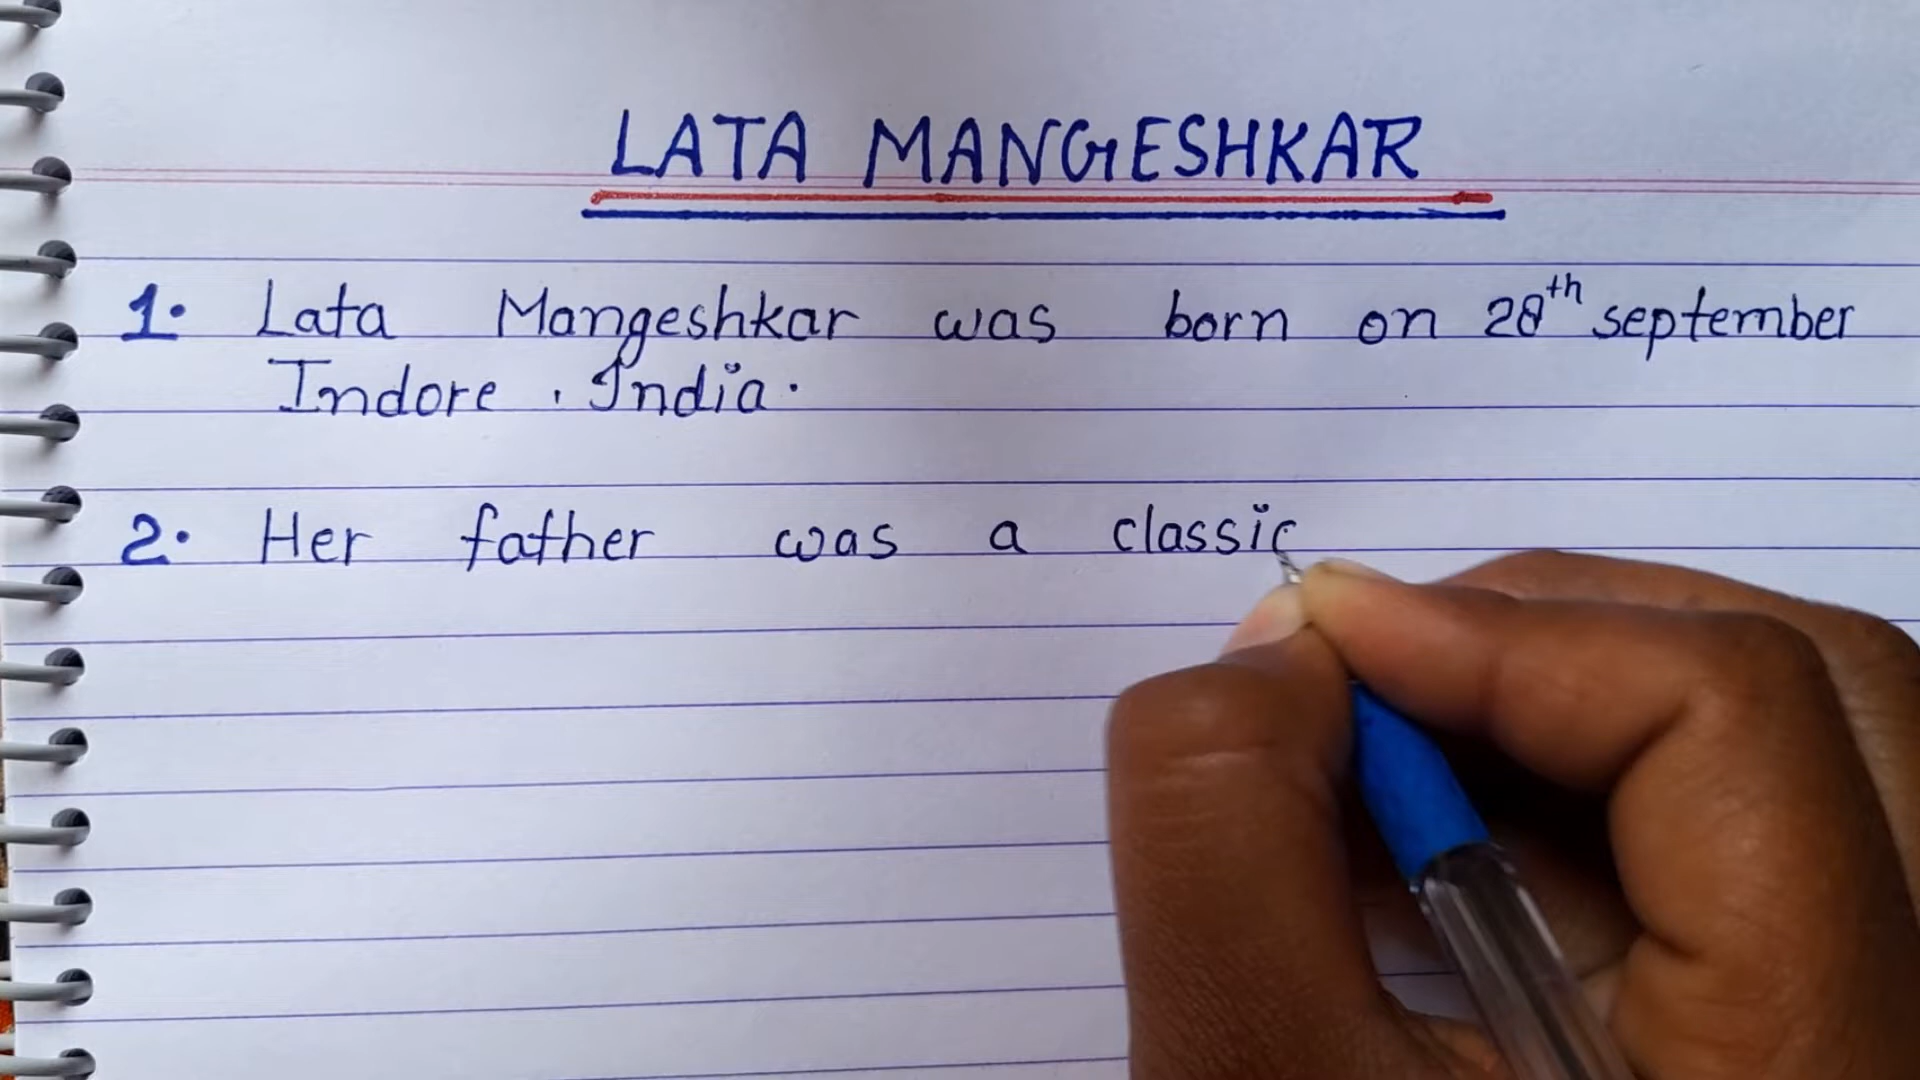 LATA MANGESHKAR
1. Lata Mangeshkar was born on 28th september
Indore , India.
2. Her father was a classic